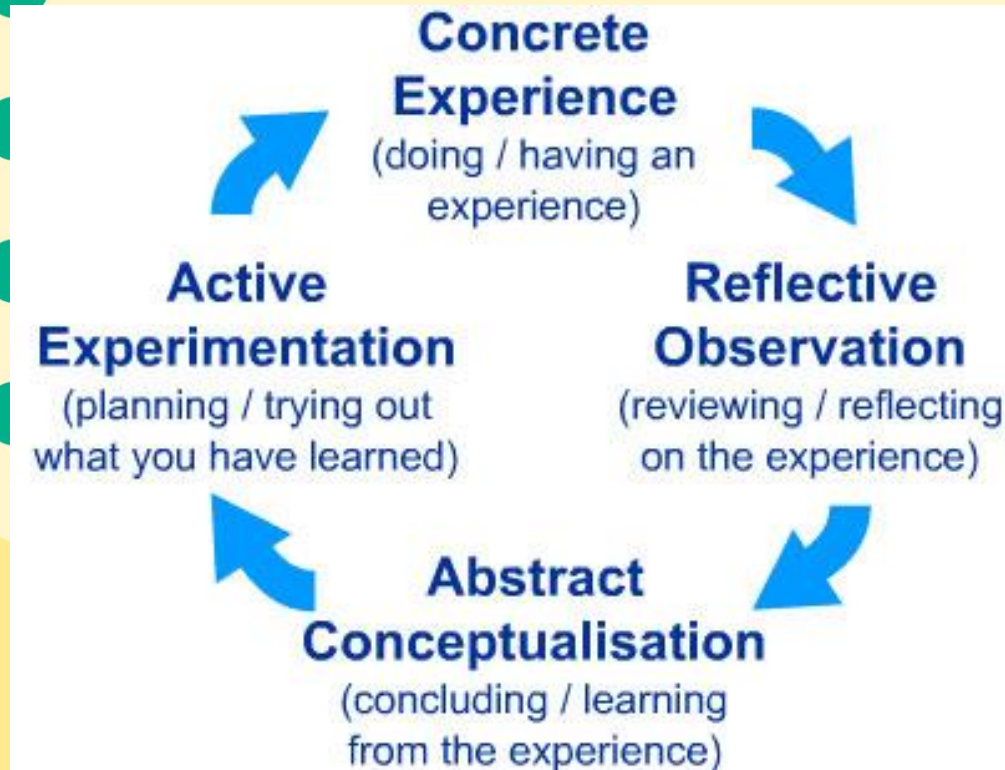 Concrete
Experience
(doing / having an
experience)
Reflective
Observation
(reviewing / reflecting
on the experience)
Abstract
Conceptualisation
(concluding / learning
from the experience)
Active
Experimentation
(planning / trying out
what you have learned)